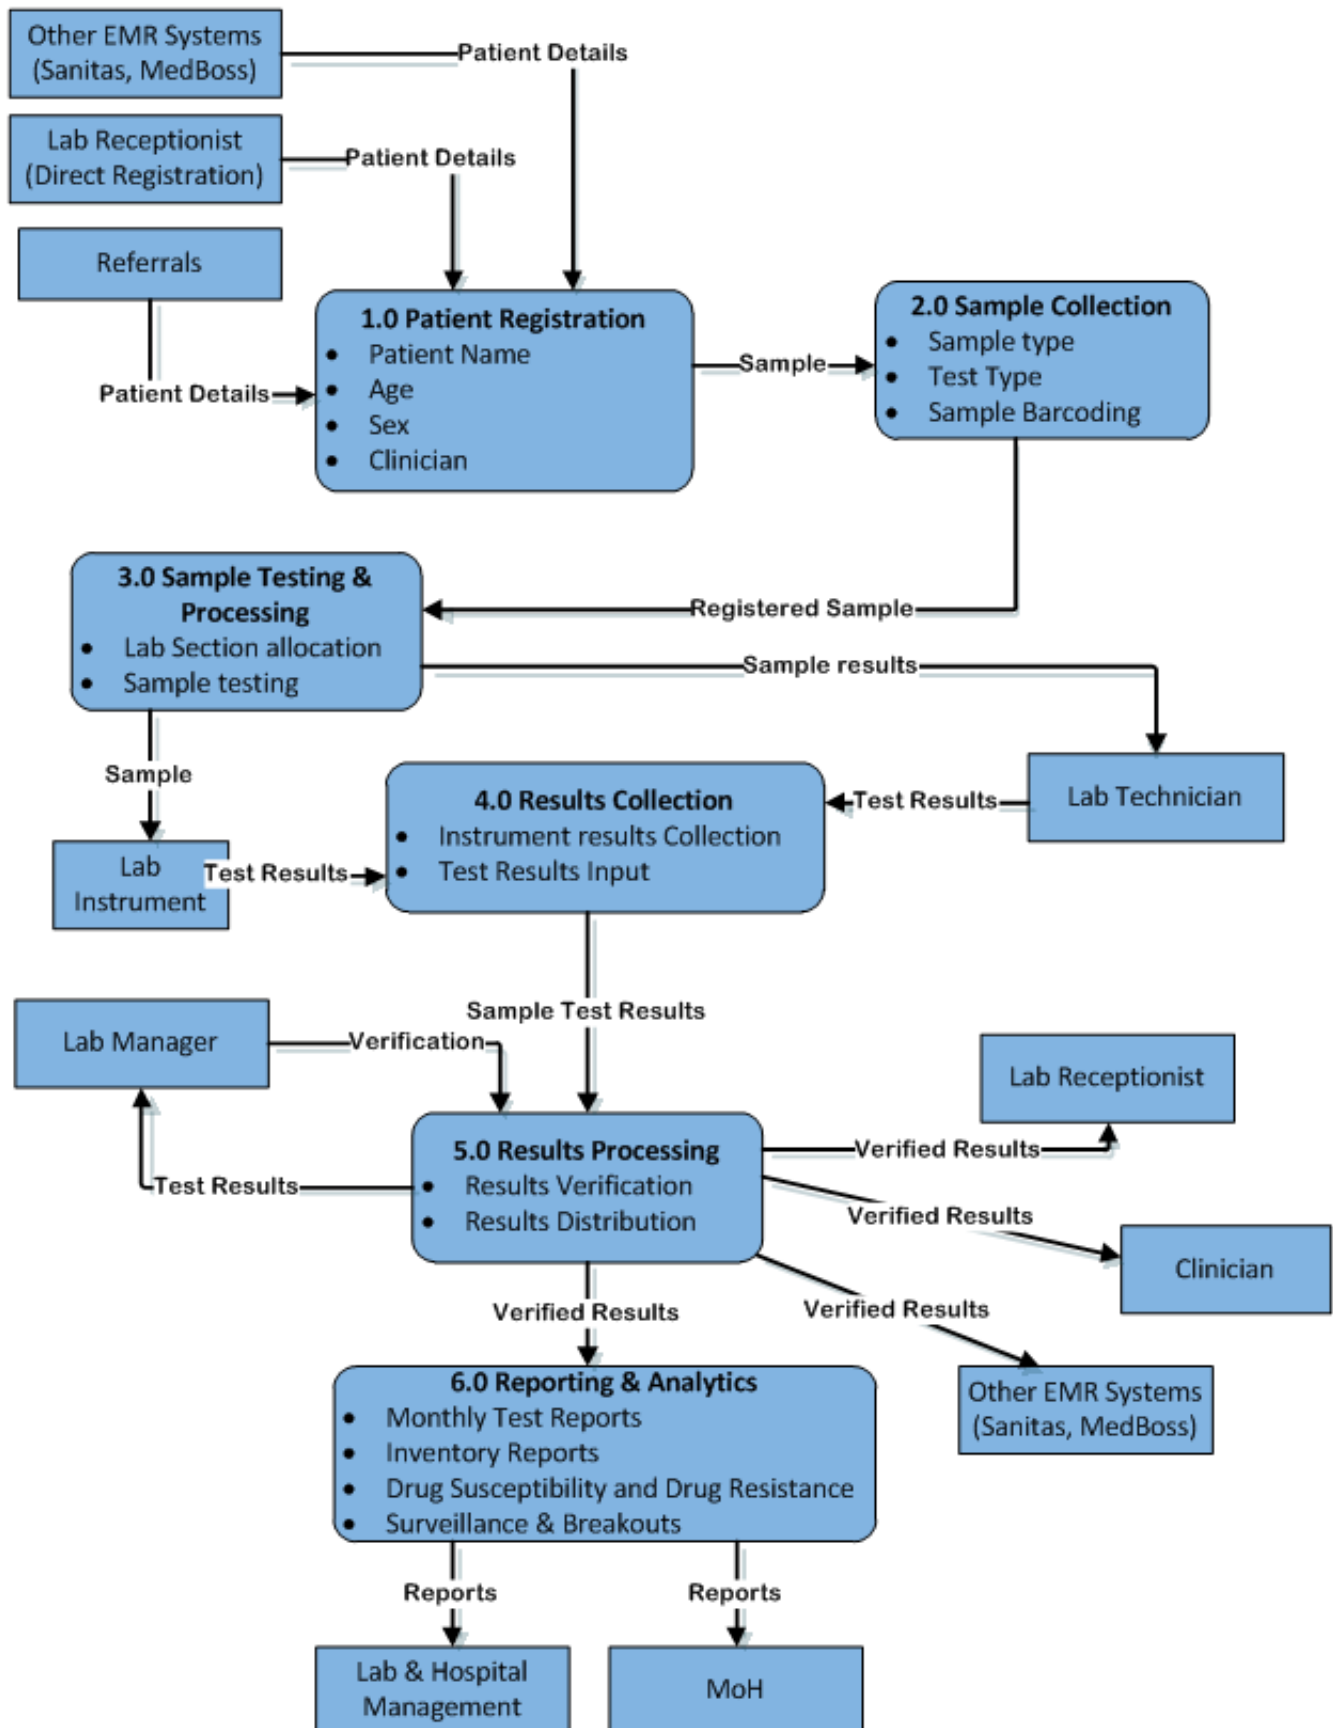 Other EMR Systems
(Sanitas, MedBoss)
Patient Details
Lab Receptionist
(Direct Registration)
Patient Details
Referrals
Patient Details
1.0 Patient Registration
• Patient Name
• Age
• Sex
• Clinician
Sample
2.0 Sample Collection
• Sample type
• Test Type
• Sample Barcoding
Registered Sample
3.0 Sample Testing &
Processing
• Lab Section allocation
• Sample testing
Sample results
Sample
Lab Technician
Test Results
4.0 Results Collection
• Instrument results Collection
• Test Results Input
Lab
Instrument
Test Results
Sample Test Results
Lab Manager
Verification
Test Results
5.0 Results Processing
• Results Verification
• Results Distribution
Verified Results
Lab Receptionist
Verified Results
Clinician
Verified Results
Other EMR Systems
(Sanitas, MedBoss)
Verified Results
6.0 Reporting & Analytics
• Monthly Test Reports
• Inventory Reports
• Drug Susceptibility and Drug Resistance
• Surveillance & Breakouts
Reports
Reports
Lab & Hospital
Management
MoH